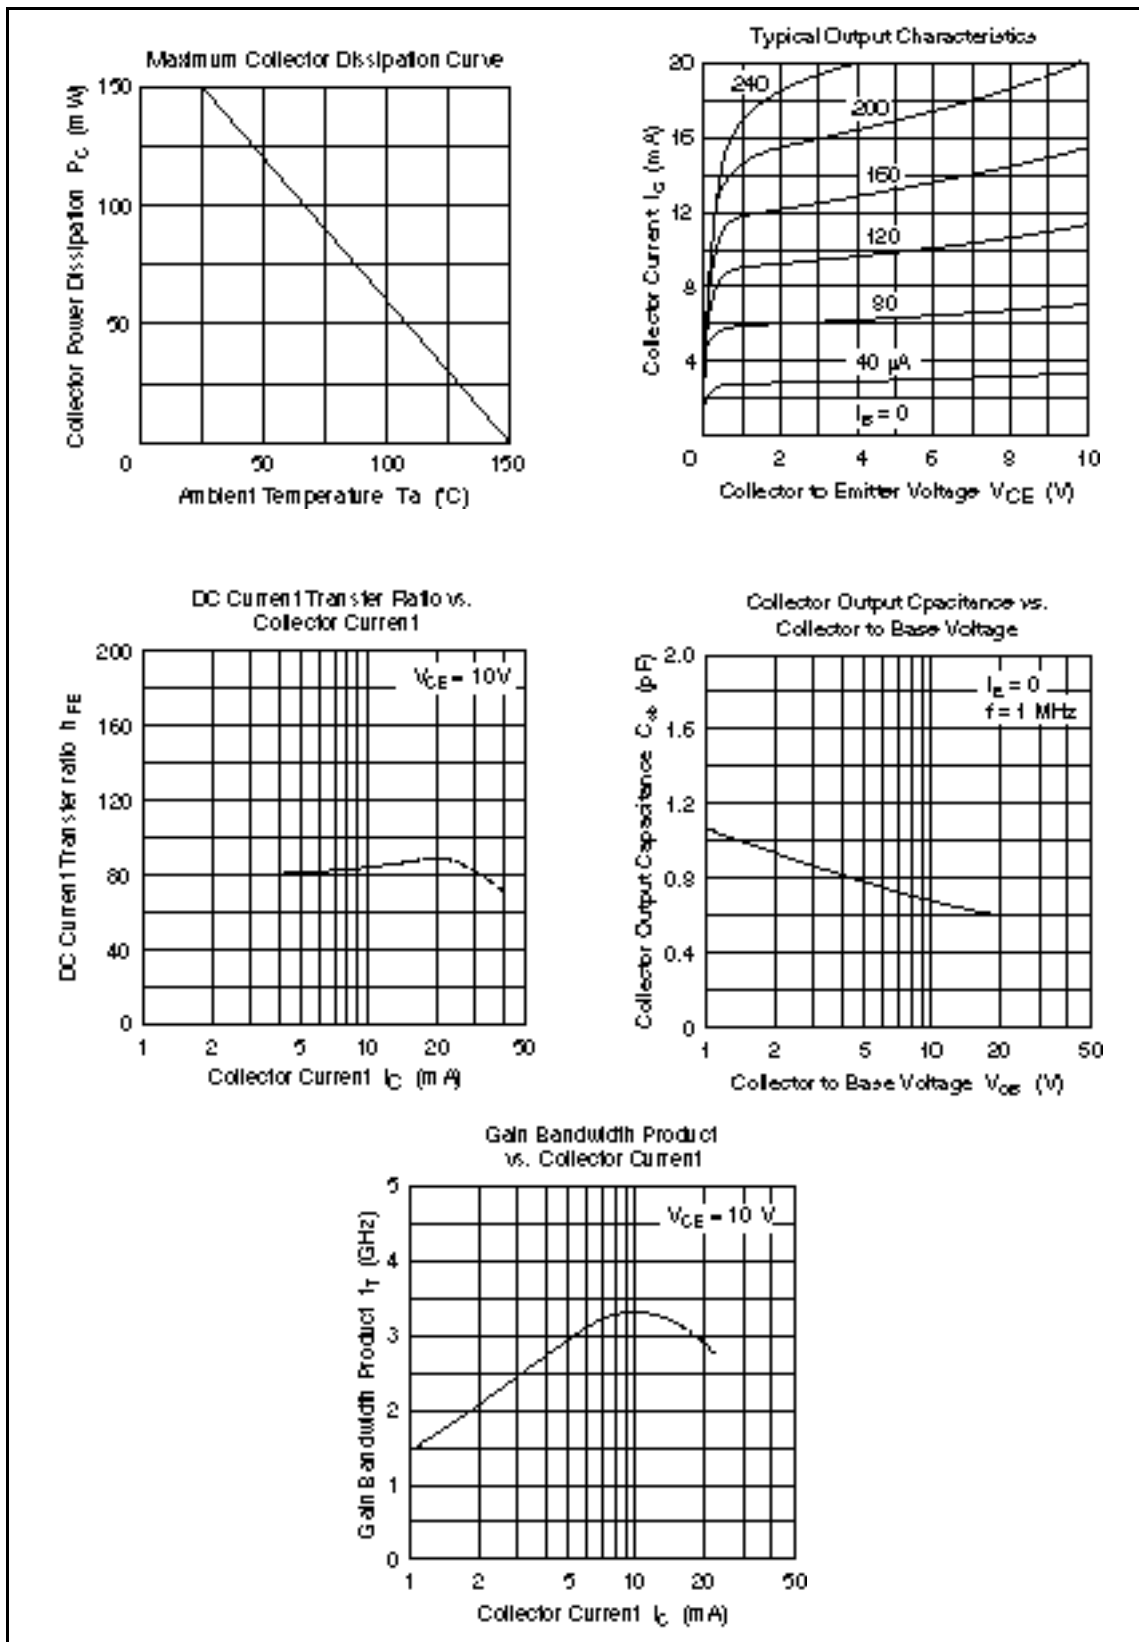 Maximum Collector Dissipation Curve
Collector Power Dissipation P_C (mW)
150
100
50
0 50 100 150
Ambient Temperature Ta (°C)
Typical Output Characteristics
Collector Current I_C (mA)
20
16
12
8
4
240
200
160
120
80
40 µA
I_B = 0
0 2 4 6 8 10
Collector to Emitter Voltage V_CE (V)
DC Current Transfer Ratio vs.
Collector Current
DC Current Transfer ratio h_FE
200
160
120
80
40
0
V_CE = 10V
1 2 5 10 20 50
Collector Current I_C (mA)
Collector Output Cpacitance vs.
Collector to Base Voltage
Collector Output Capacitance C_ob (pF)
2.0
1.6
1.2
0.8
0.4
0
I_E = 0
f = 1 MHz
1 2 5 10 20 50
Collector to Base Voltage V_CB (V)
Gain Bandwidth Product
vs. Collector Current
Gain Bandwidth Product f_T (GHz)
5
4
3
2
1
0
V_CE = 10 V
1 2 5 10 20 50
Collector Current I_C (mA)